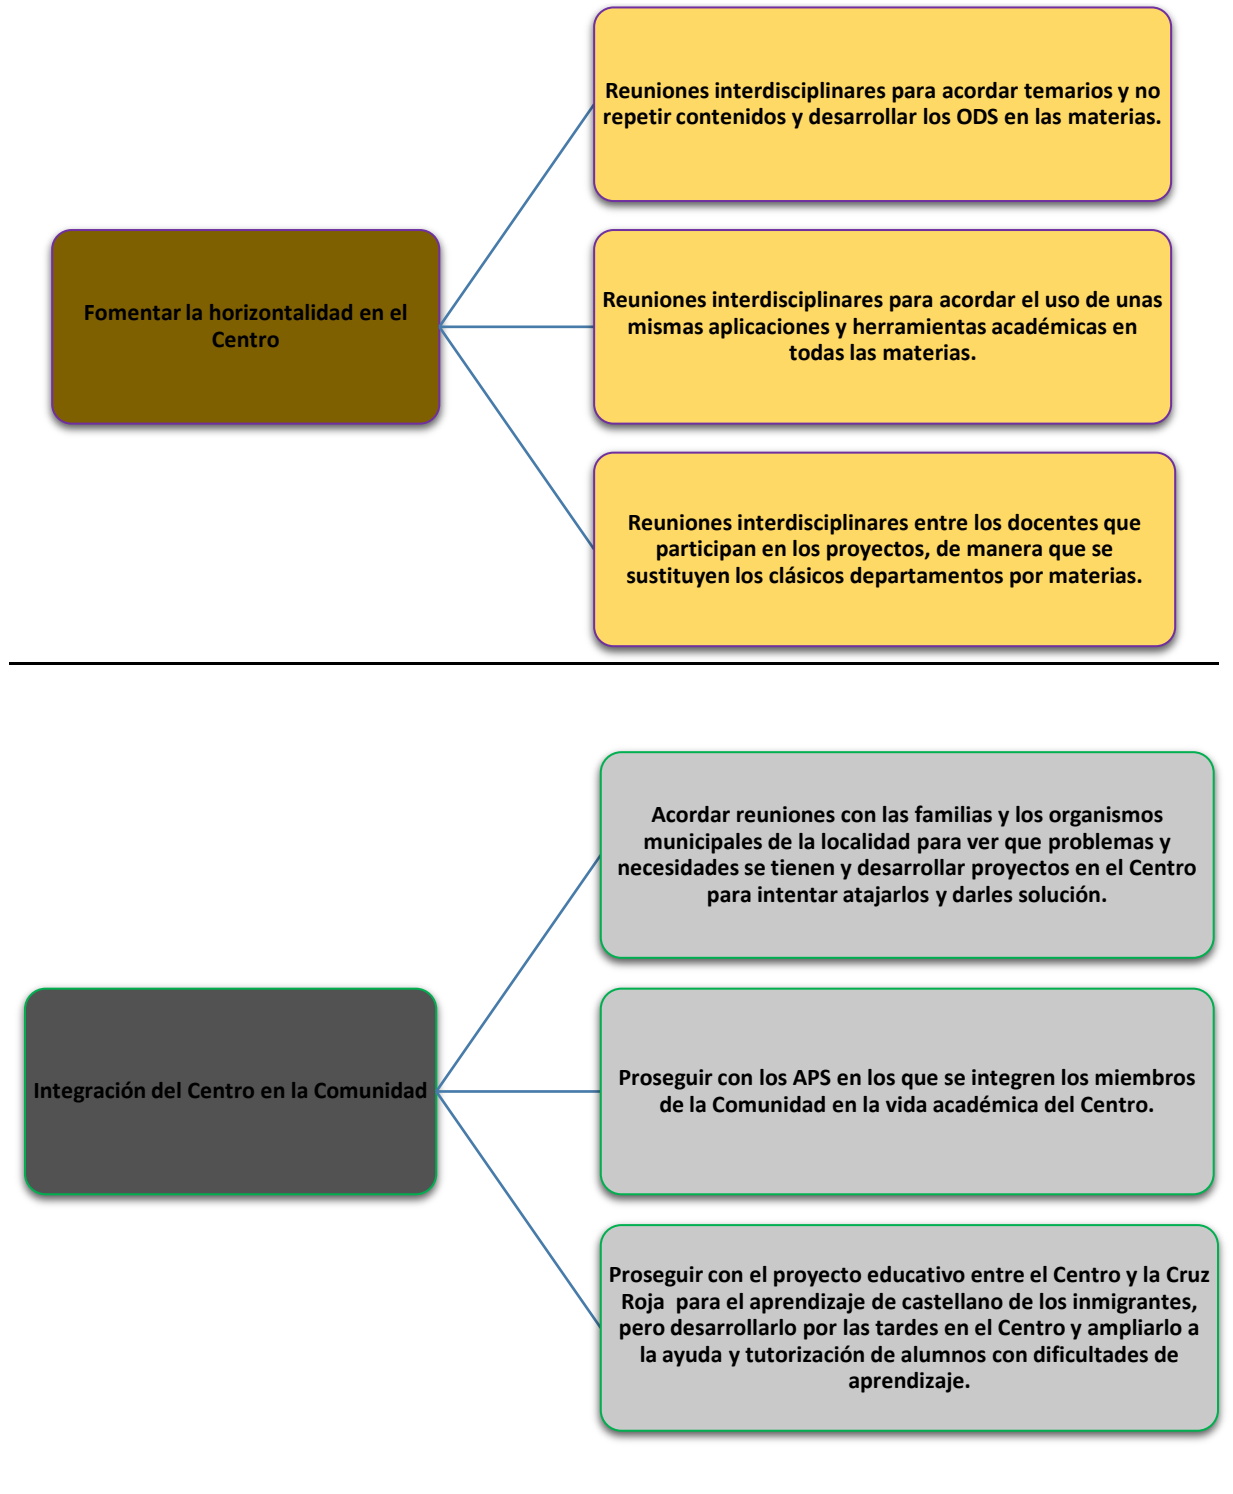 Reuniones interdisciplinares para acordar temarios y no
repetir contenidos y desarrollar los ODS en las materias.
Fomentar la horizontalidad en el
Centro
Reuniones interdisciplinares para acordar el uso de unas
mismas aplicaciones y herramientas académicas en
todas las materias.
Reuniones interdisciplinares entre los docentes que
participan en los proyectos, de manera que se
sustituyen los clásicos departamentos por materias.
Acordar reuniones con las familias y los organismos
municipales de la localidad para ver que problemas y
necesidades se tienen y desarrollar proyectos en el Centro
para intentar atajarlos y darles solución.
Integración del Centro en la Comunidad
Proseguir con los APS en los que se integren los miembros
de la Comunidad en la vida académica del Centro.
Proseguir con el proyecto educativo entre el Centro y la Cruz
Roja  para el aprendizaje de castellano de los inmigrantes,
pero desarrollarlo por las tardes en el Centro y ampliarlo a
la ayuda y tutorización de alumnos con dificultades de
aprendizaje.